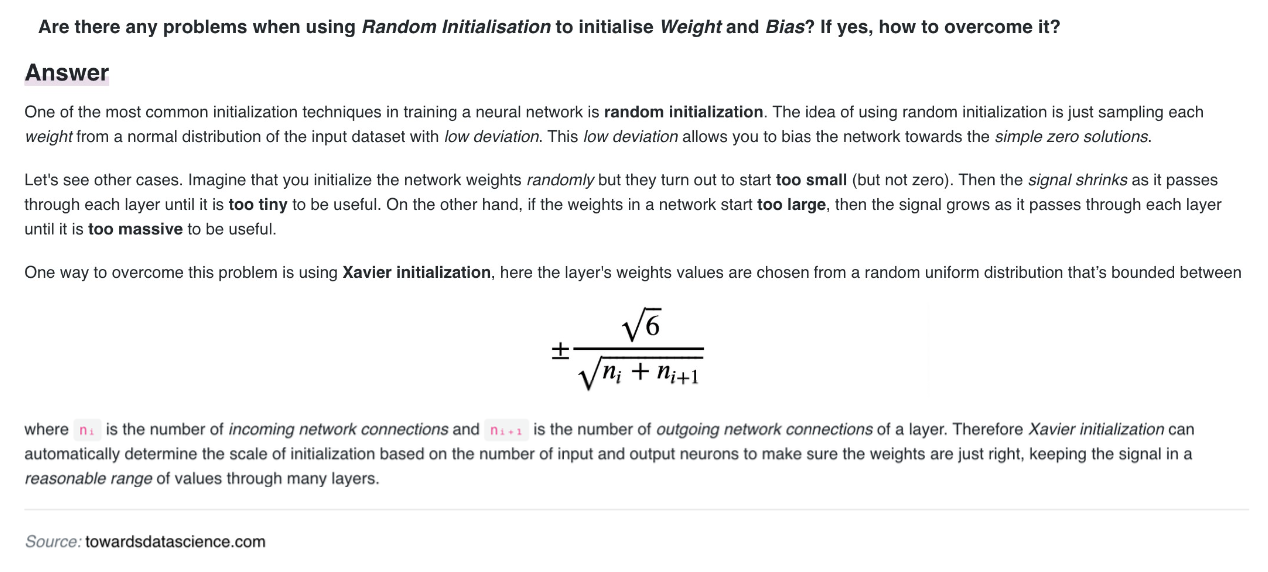 Are there any problems when using Random Initialisation to initialise Weight and Bias? If yes, how to overcome it?
Answer
One of the most common initialization techniques in training a neural network is random initialization. The idea of using random initialization is just sampling each
weight from a normal distribution of the input dataset with low deviation. This low deviation allows you to bias the network towards the simple zero solutions.
Let's see other cases. Imagine that you initialize the network weights randomly but they turn out to start too small (but not zero). Then the signal shrinks as it passes
through each layer until it is too tiny to be useful. On the other hand, if the weights in a network start too large, then the signal grows as it passes through each layer
until it is too massive to be useful.
One way to overcome this problem is using Xavier initialization, here the layer's weights values are chosen from a random uniform distribution that's bounded between
± √6 / √(nᵢ + nᵢ₊₁)
where nᵢ is the number of incoming network connections and nᵢ₊₁ is the number of outgoing network connections of a layer. Therefore Xavier initialization can
automatically determine the scale of initialization based on the number of input and output neurons to make sure the weights are just right, keeping the signal in a
reasonable range of values through many layers.
Source: towardsdatascience.com